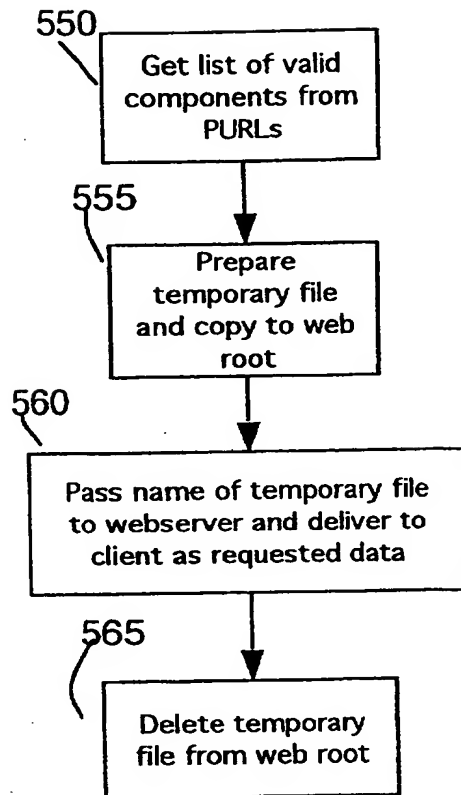 550
Get list of valid
components from
PURLs
555
Prepare
temporary file
and copy to web
root
560
Pass name of temporary file
to webserver and deliver to
client as requested data
565
Delete temporary
file from web root